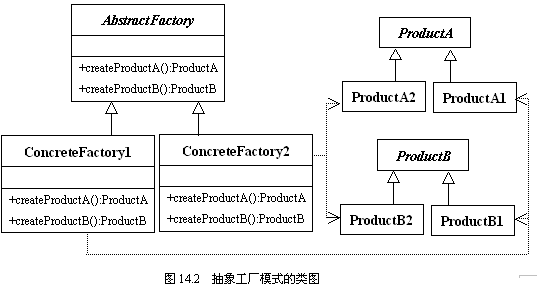 AbstractFactory
+createProductA():ProductA
+createProductB():ProductB
ProductA
ProductA2
ProductA1
ConcreteFactory1
+createProductA():ProductA
+createProductB():ProductB
ConcreteFactory2
+createProductA():ProductA
+createProductB():ProductB
ProductB
ProductB2
ProductB1
图 14.2 抽象工厂模式的类图